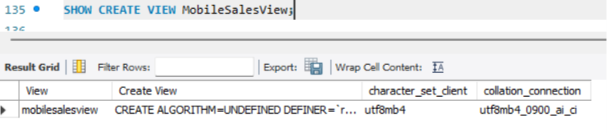 135 SHOW CREATE VIEW MobileSalesView;
Result Grid Filter Rows: Export: Wrap Cell Content: IA
View Create View character_set_client collation_connection
mobilesalesview CREATE ALGORITHM=UNDEFINED DEFINER=`r... utf8mb4 utf8mb4_0900_ai_ci